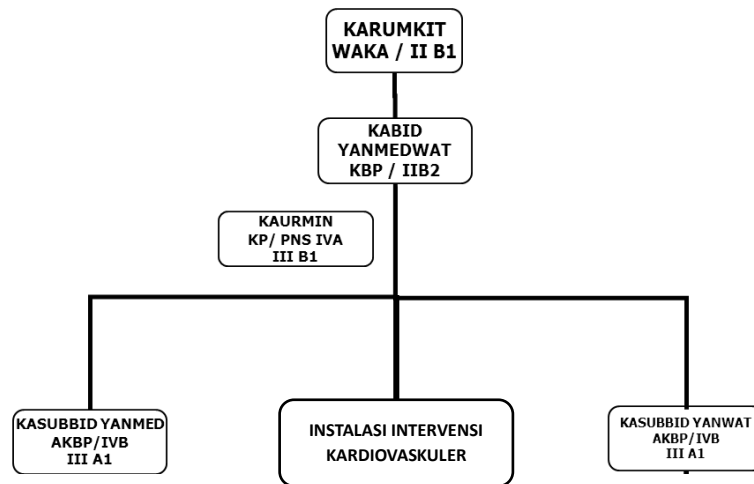 KARUMKIT
WAKA / II B1
KABID
YANMEDWAT
KBP / IIB2
KAURMIN
KP/ PNS IVA
III B1
KASUBBID YANMED
AKBP/IVB
III A1
INSTALASI INTERVENSI
KARDIOVASKULER
KASUBBID YANWAT
AKBP/IVB
III A1